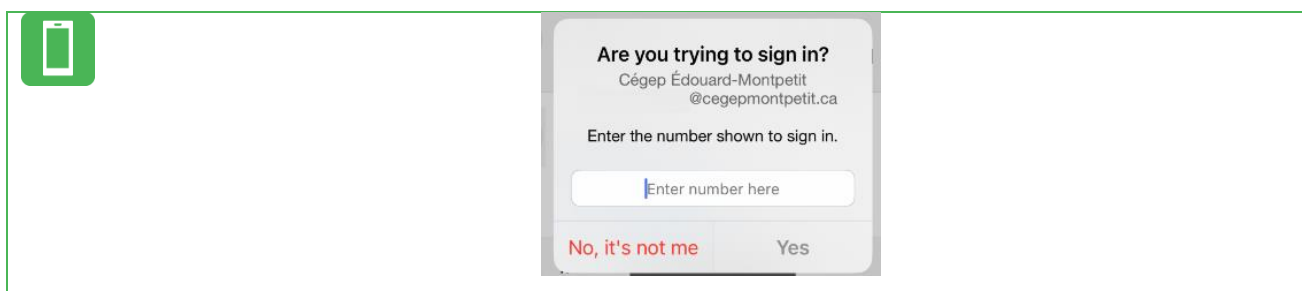 Are you trying to sign in?
Cégep Édouard-Montpetit
@cegepmontpetit.ca
Enter the number shown to sign in.
Enter number here
No, it's not me Yes